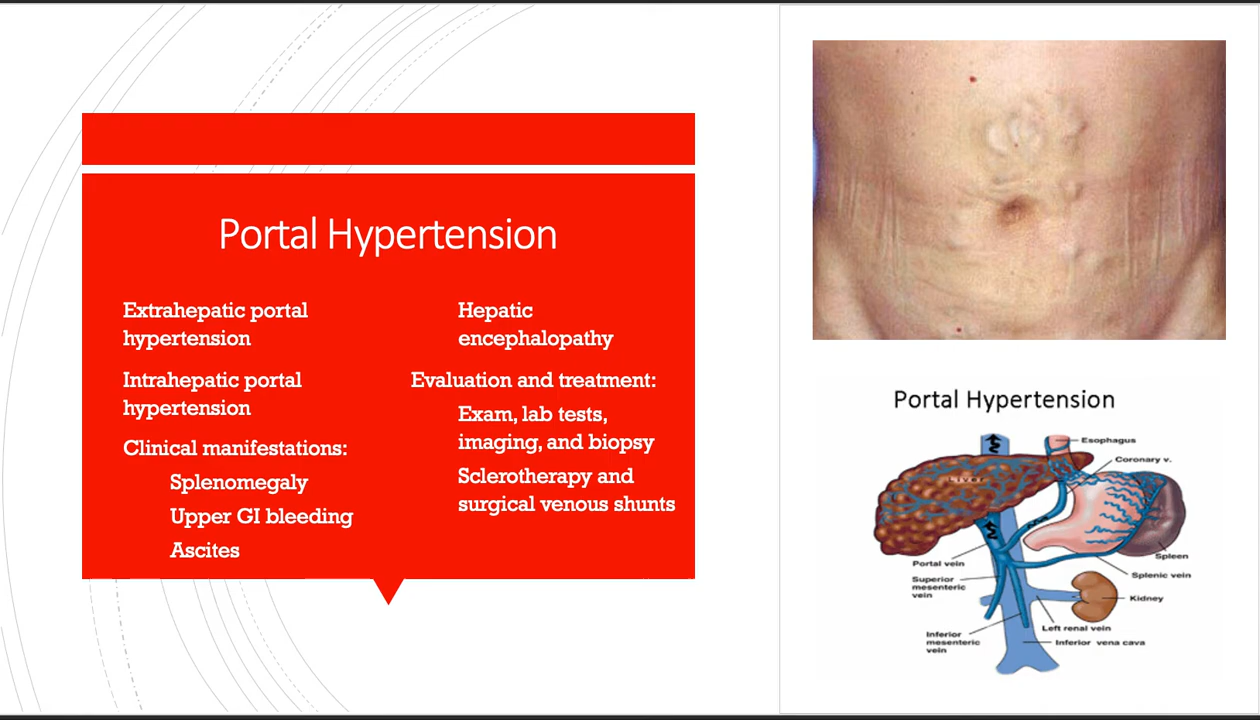 Portal Hypertension
Extrahepatic portal
hypertension
Intrahepatic portal
hypertension
Clinical manifestations:
Splenomegaly
Upper GI bleeding
Ascites
Hepatic
encephalopathy
Evaluation and treatment:
Exam, lab tests,
imaging, and biopsy
Sclerotherapy and
surgical venous shunts
Portal Hypertension
Esophagus
Coronary v.
Liver
Spleen
Portal vein
Splenic vein
Superior
mesenteric
vein
Kidney
Left renal vein
Inferior
mesenteric
vein
Inferior vena cava